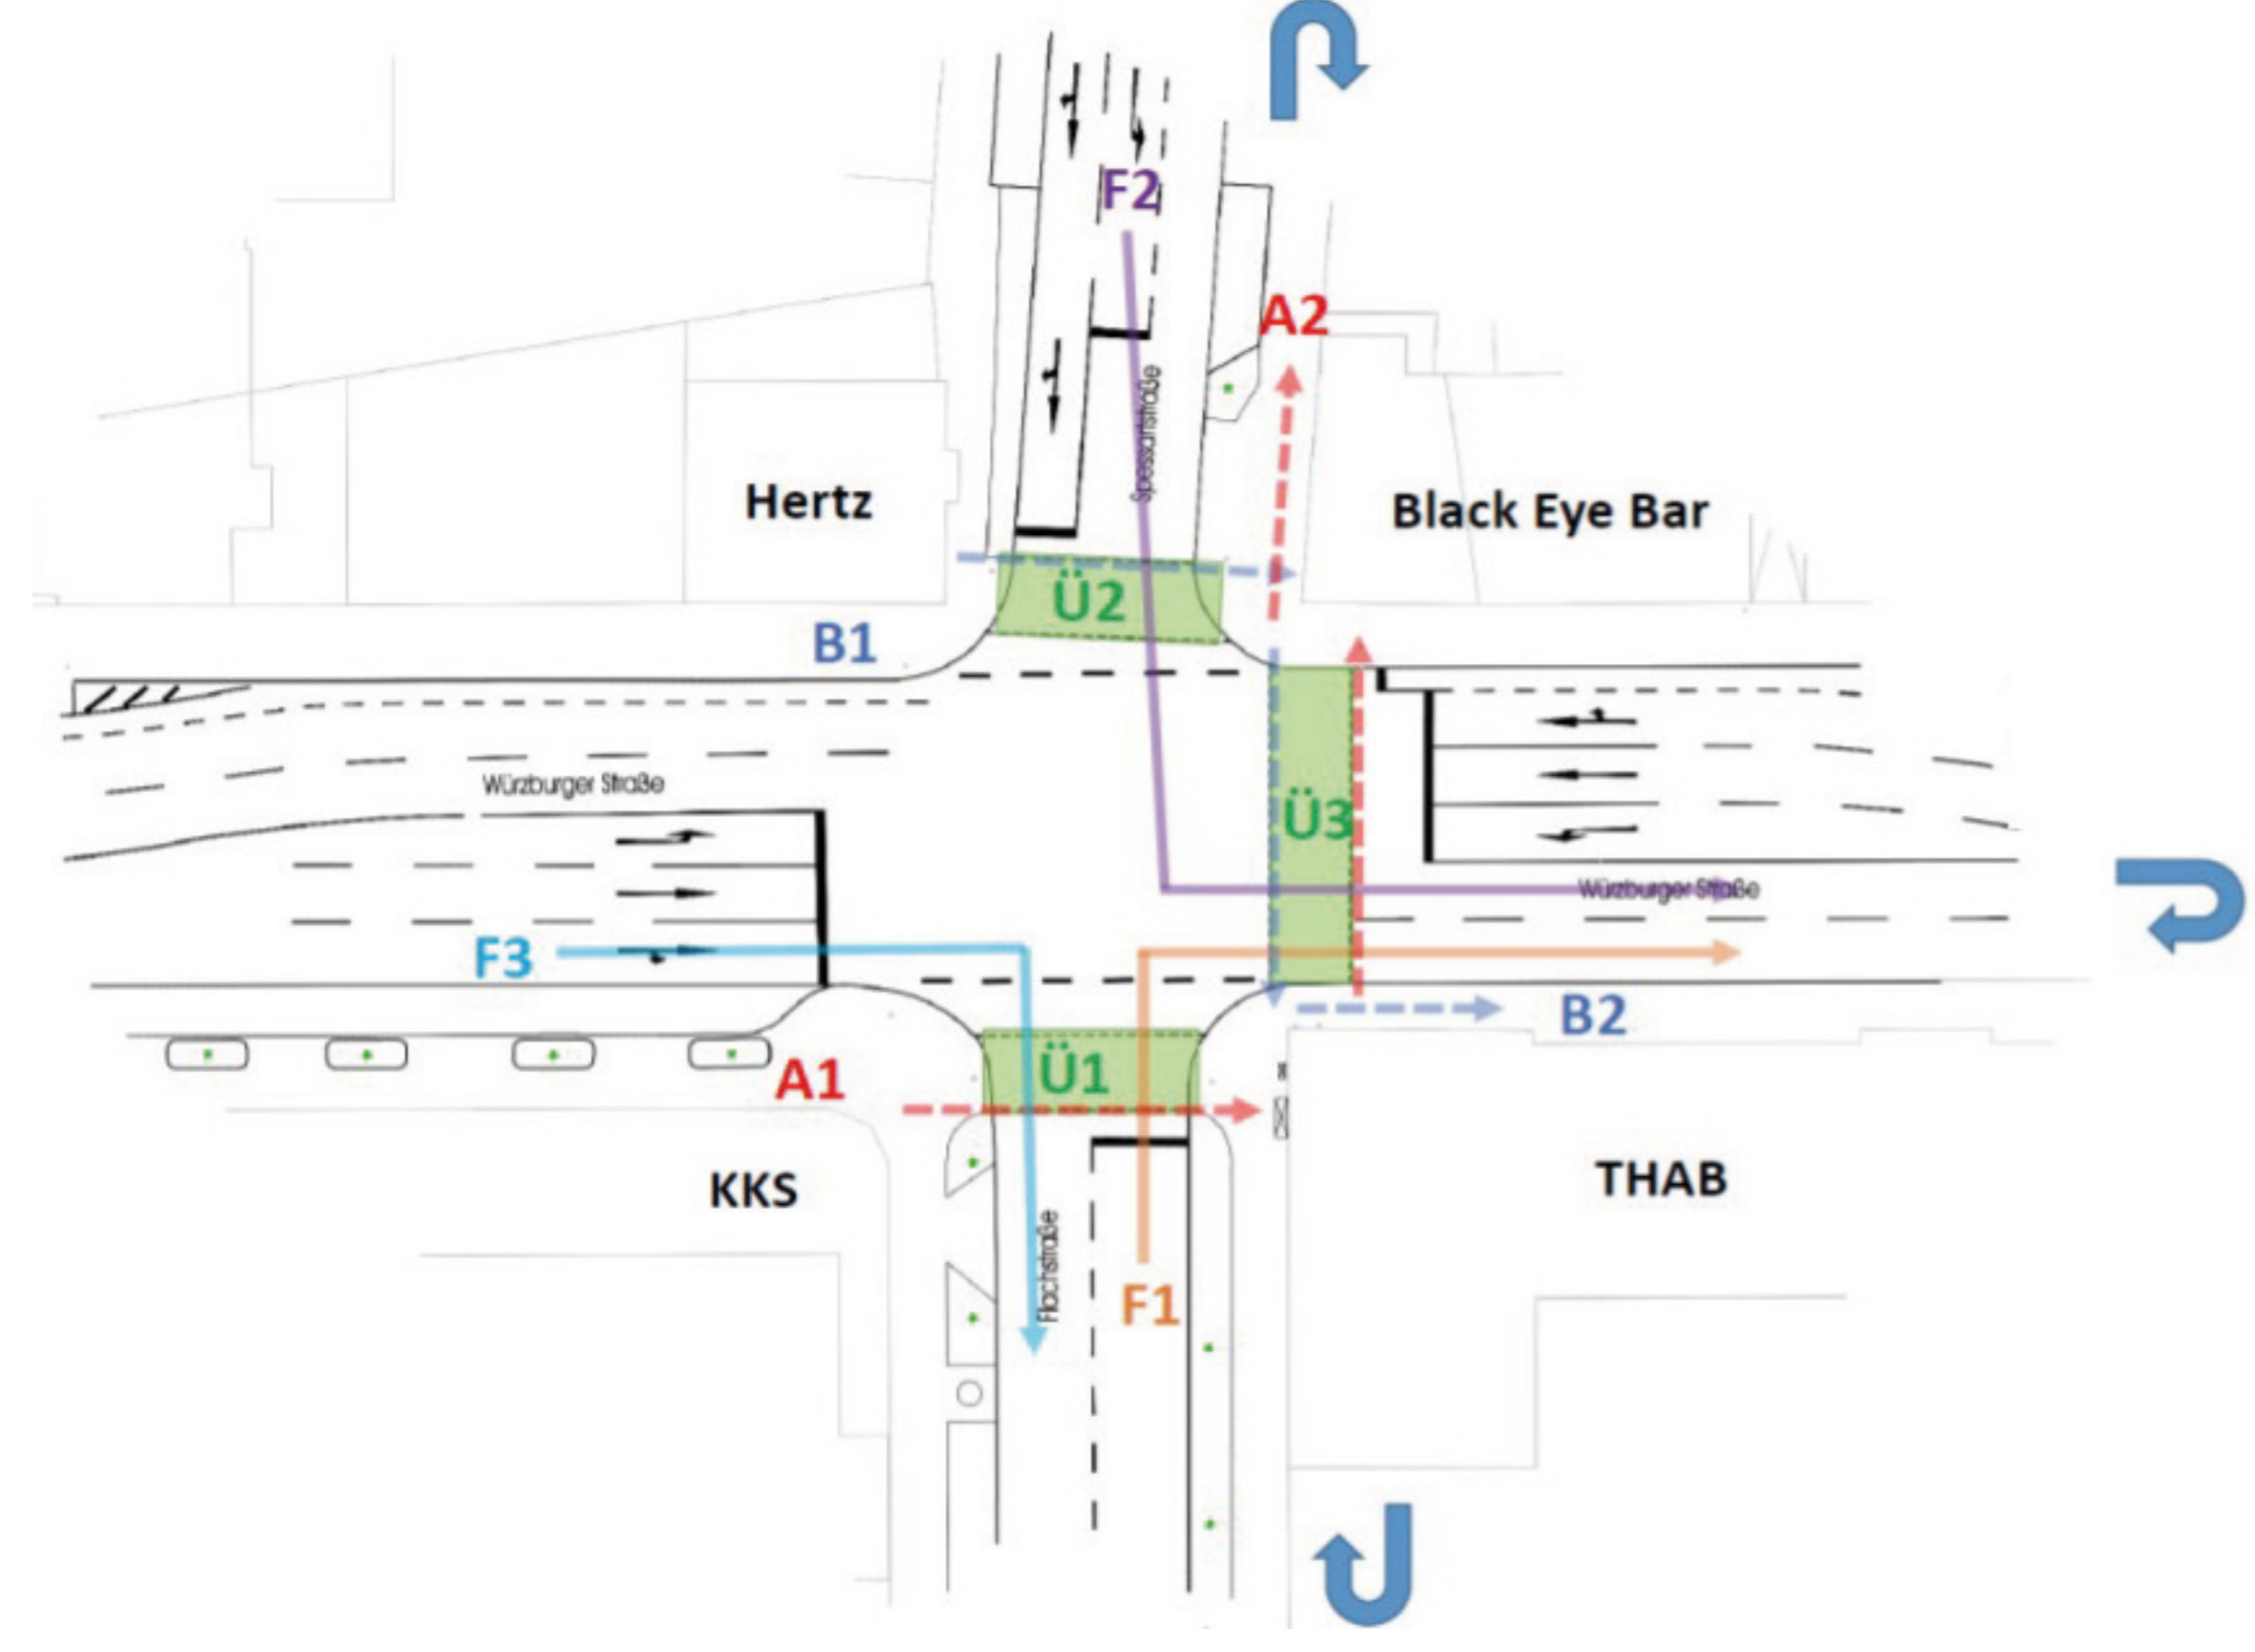 F2
A2
Spessartstraße
Hertz
Black Eye Bar
Ü2
B1
Würzburger Straße
Ü3
Würzburger Straße
F3
B2
Ü1
A1
KKS
THAB
Flachstraße
F1